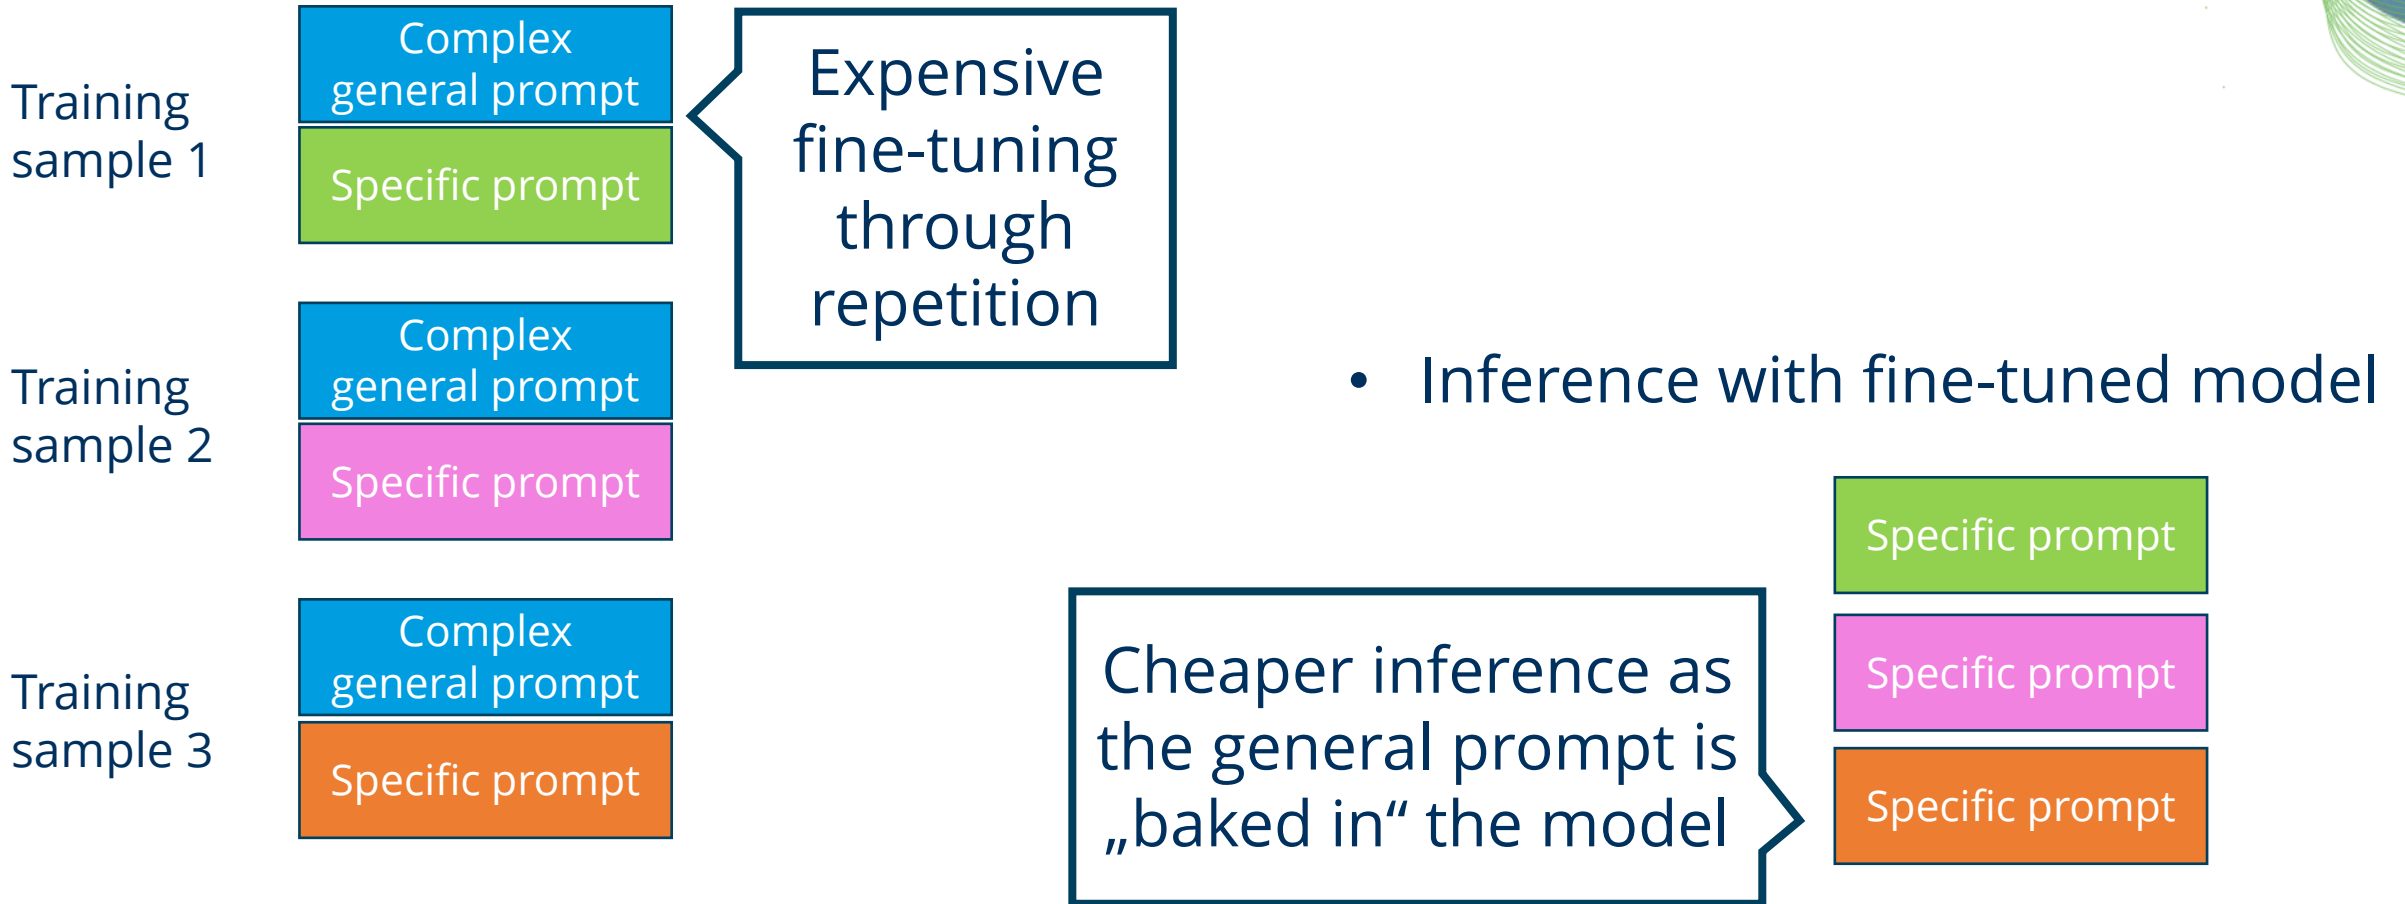 Training
sample 1
Complex
general prompt
Specific prompt
Expensive
fine-tuning
through
repetition
Training
sample 2
Complex
general prompt
Specific prompt
Training
sample 3
Complex
general prompt
Specific prompt
• Inference with fine-tuned model
Specific prompt
Specific prompt
Specific prompt
Cheaper inference as
the general prompt is
„baked in“ the model